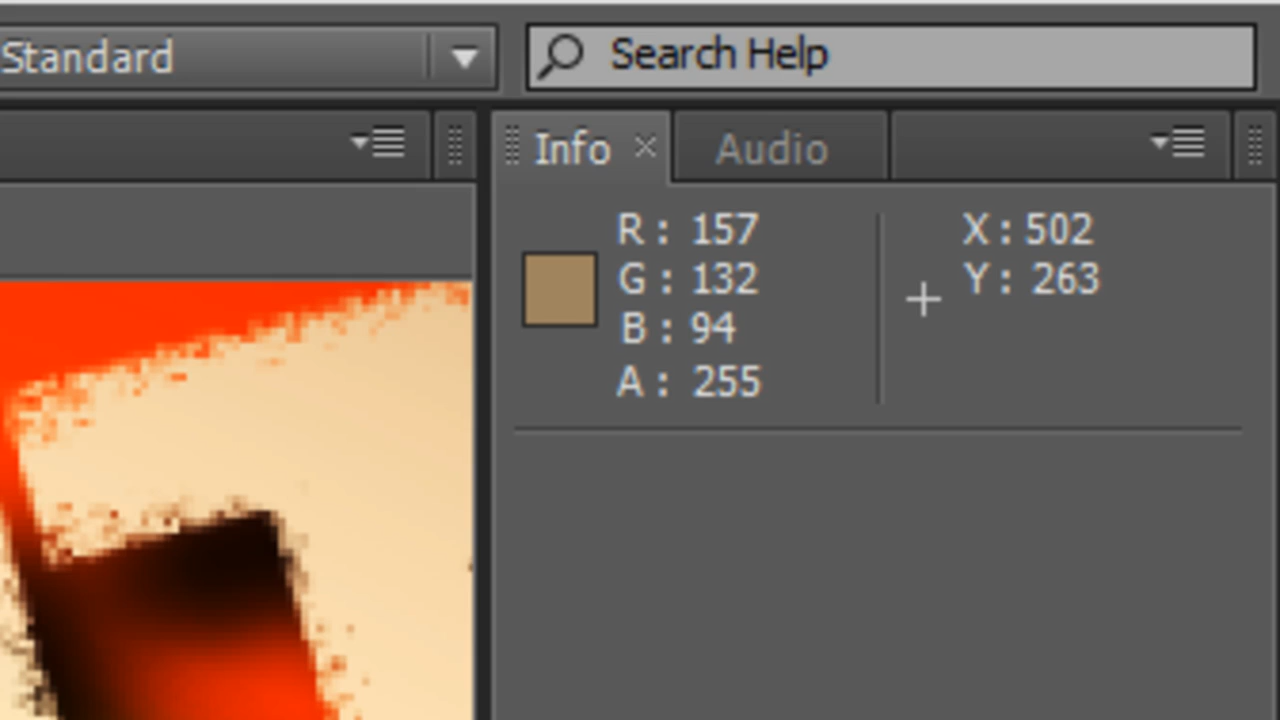 Standard
Search Help
Info
Audio
R : 157
G : 132
B : 94
A : 255
X : 502
Y : 263